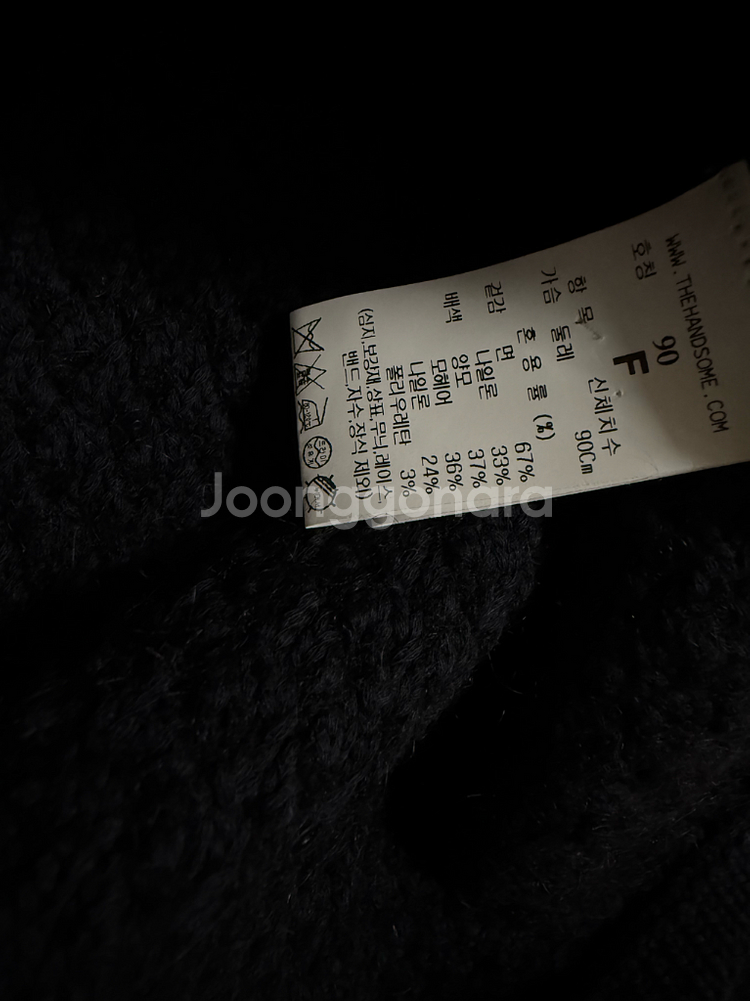 WWW.THEHANDSOME.COM
호칭 90
F
항목 신체치수
가슴둘레 90Cm
혼용률 (%)
겉감 면 67%
나일론 33%
배색 양모 37%
모헤어 36%
나일론 24%
폴리우레탄 3%
(심지.보강재.상표.무늬.레이스.
밴드.자수.장식 제외)
Joonggonara